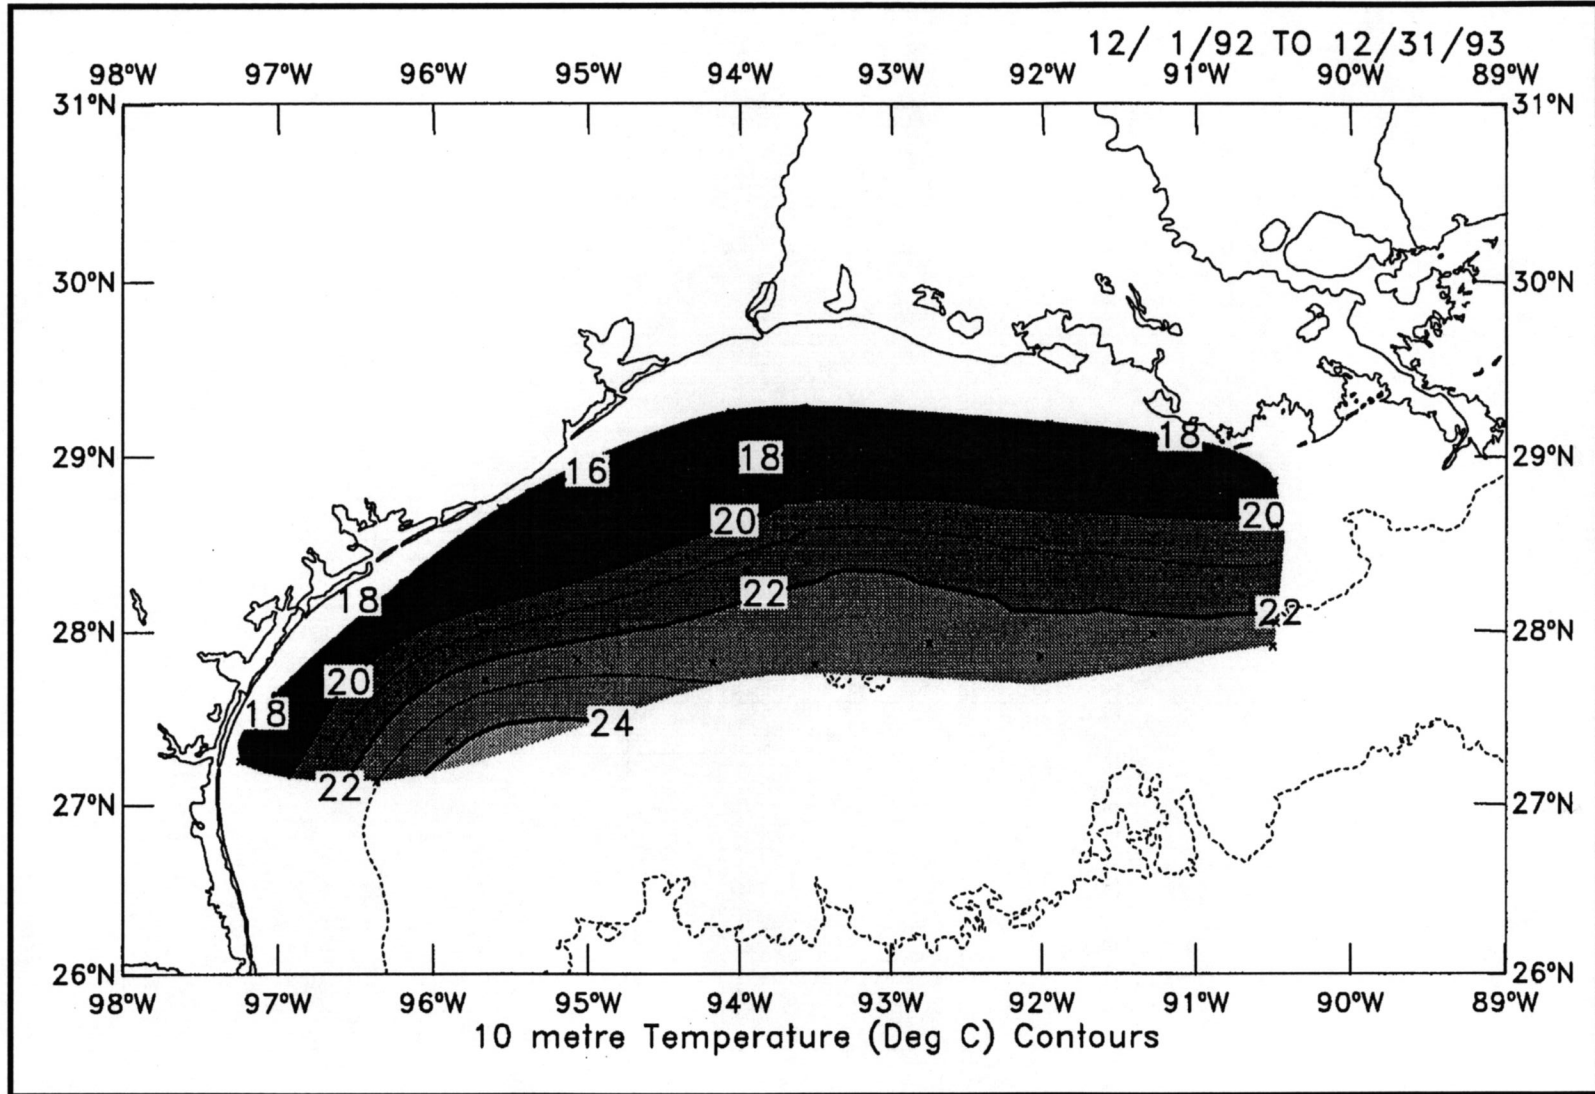 12/ 1/92 TO 12/31/93
98°W 97°W 96°W 95°W 94°W 93°W 92°W 91°W 90°W 89°W
31°N 31°N
30°N 30°N
18
29°N 16 18 29°N
20 20
18 22 22
28°N 28°N
20
18 24
22
27°N 27°N
26°N 26°N
98°W 97°W 96°W 95°W 94°W 93°W 92°W 91°W 90°W 89°W
10 metre Temperature (Deg C) Contours